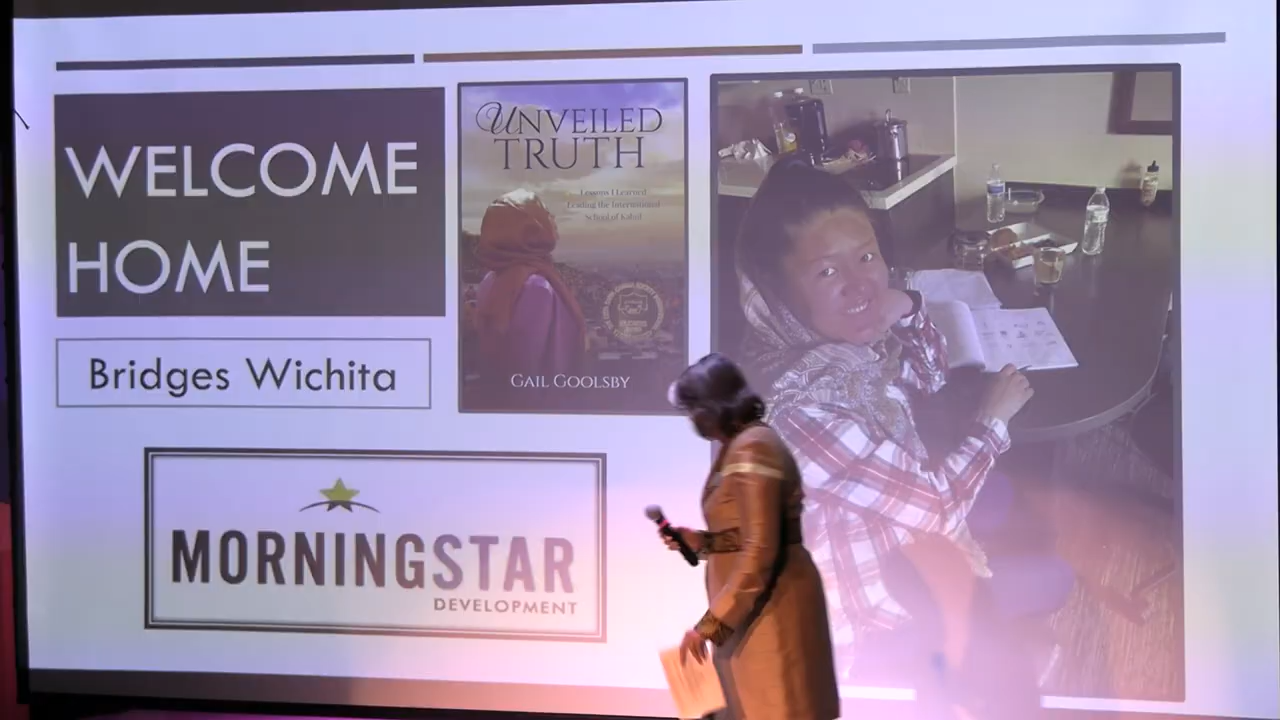 WELCOME
HOME
Bridges Wichita
UNVEILED
TRUTH
Lessons I Learned
Leading the International
School of Kabul
GAIL GOOLSBY
MORNINGSTAR
DEVELOPMENT